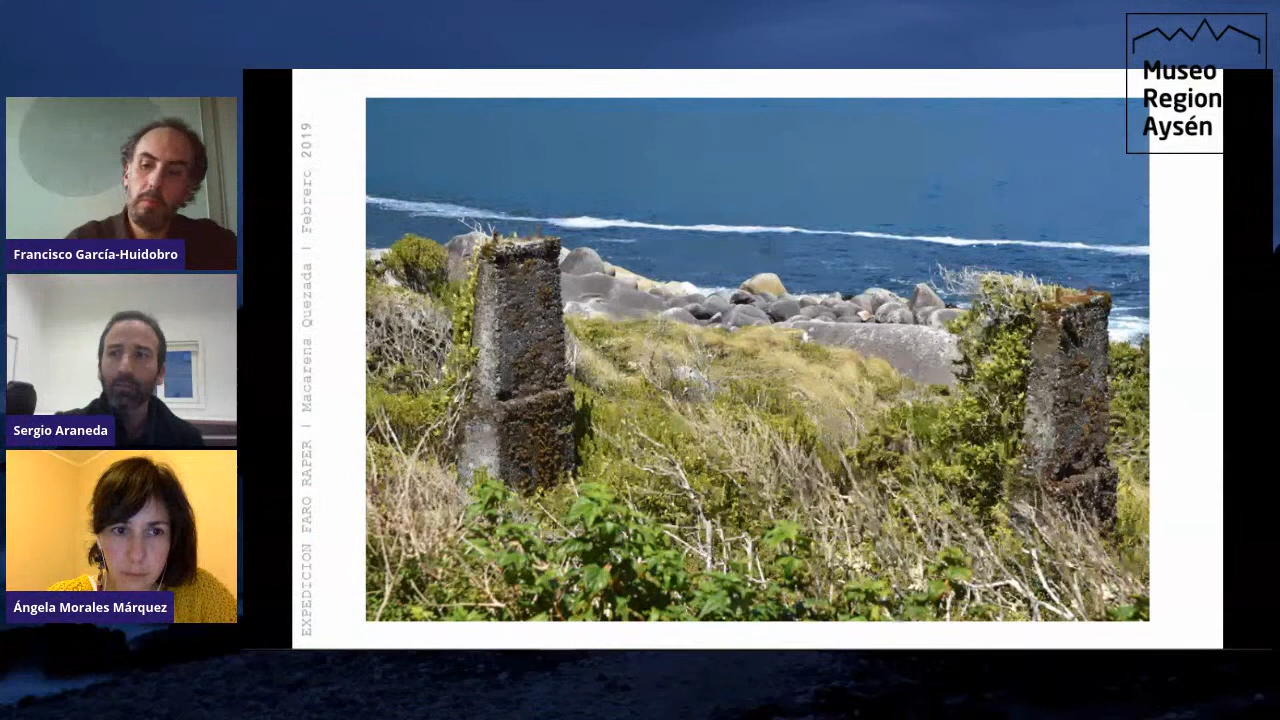 Francisco García-Huidobro
Sergio Araneda
Ángela Morales Márquez
EXPEDICION FARO RAPER | Macarena Quezada | Febrero 2019
Museo
Region
Aysén